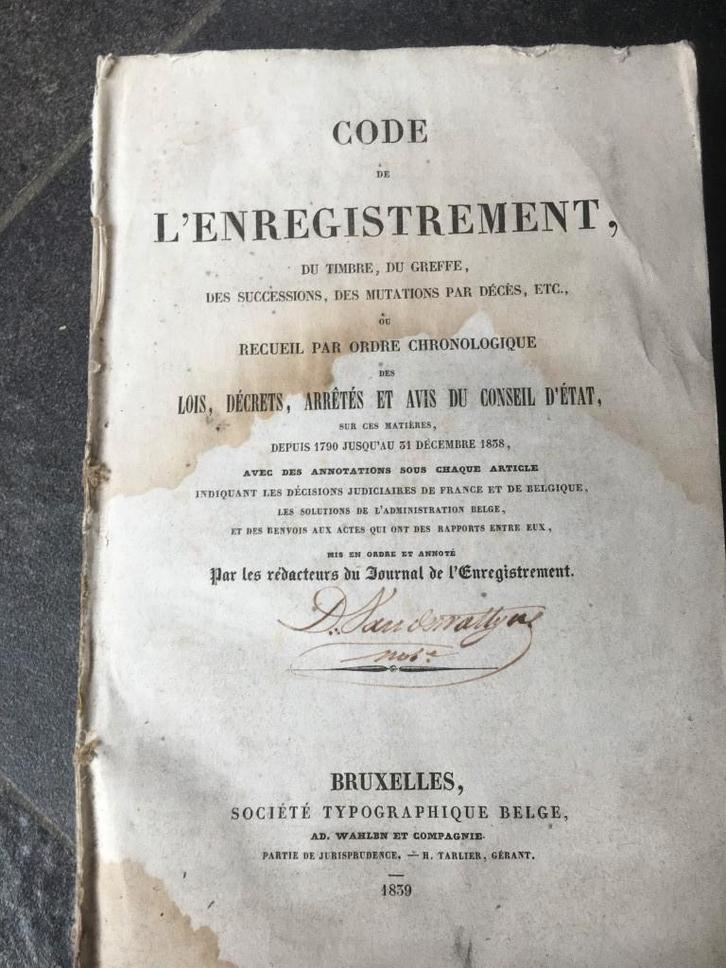 CODE
DE
L'ENREGISTREMENT,
DU TIMBRE, DU GREFFE,
DES SUCCESSIONS, DES MUTATIONS PAR DÉCÈS, ETC.,
OU
RECUEIL PAR ORDRE CHRONOLOGIQUE
DES
LOIS, DÉCRETS, ARRÊTÉS ET AVIS DU CONSEIL D'ÉTAT,
SUR CES MATIÈRES,
DEPUIS 1790 JUSQU'AU 31 DÉCEMBRE 1838,
AVEC DES ANNOTATIONS SOUS CHAQUE ARTICLE
INDIQUANT LES DÉCISIONS JUDICIAIRES DE FRANCE ET DE BELGIQUE,
LES SOLUTIONS DE L'ADMINISTRATION BELGE,
ET DES RENVOIS AUX ACTES QUI ONT DES RAPPORTS ENTRE EUX,
MIS EN ORDRE ET ANNOTÉ
Par les rédacteurs du Journal de l'Enregistrement.
BRUXELLES,
SOCIÉTÉ TYPOGRAPHIQUE BELGE,
AD. WAHLEN ET COMPAGNIE.
PARTIE DE JURISPRUDENCE. — H. TARLIER, GÉRANT.
1839